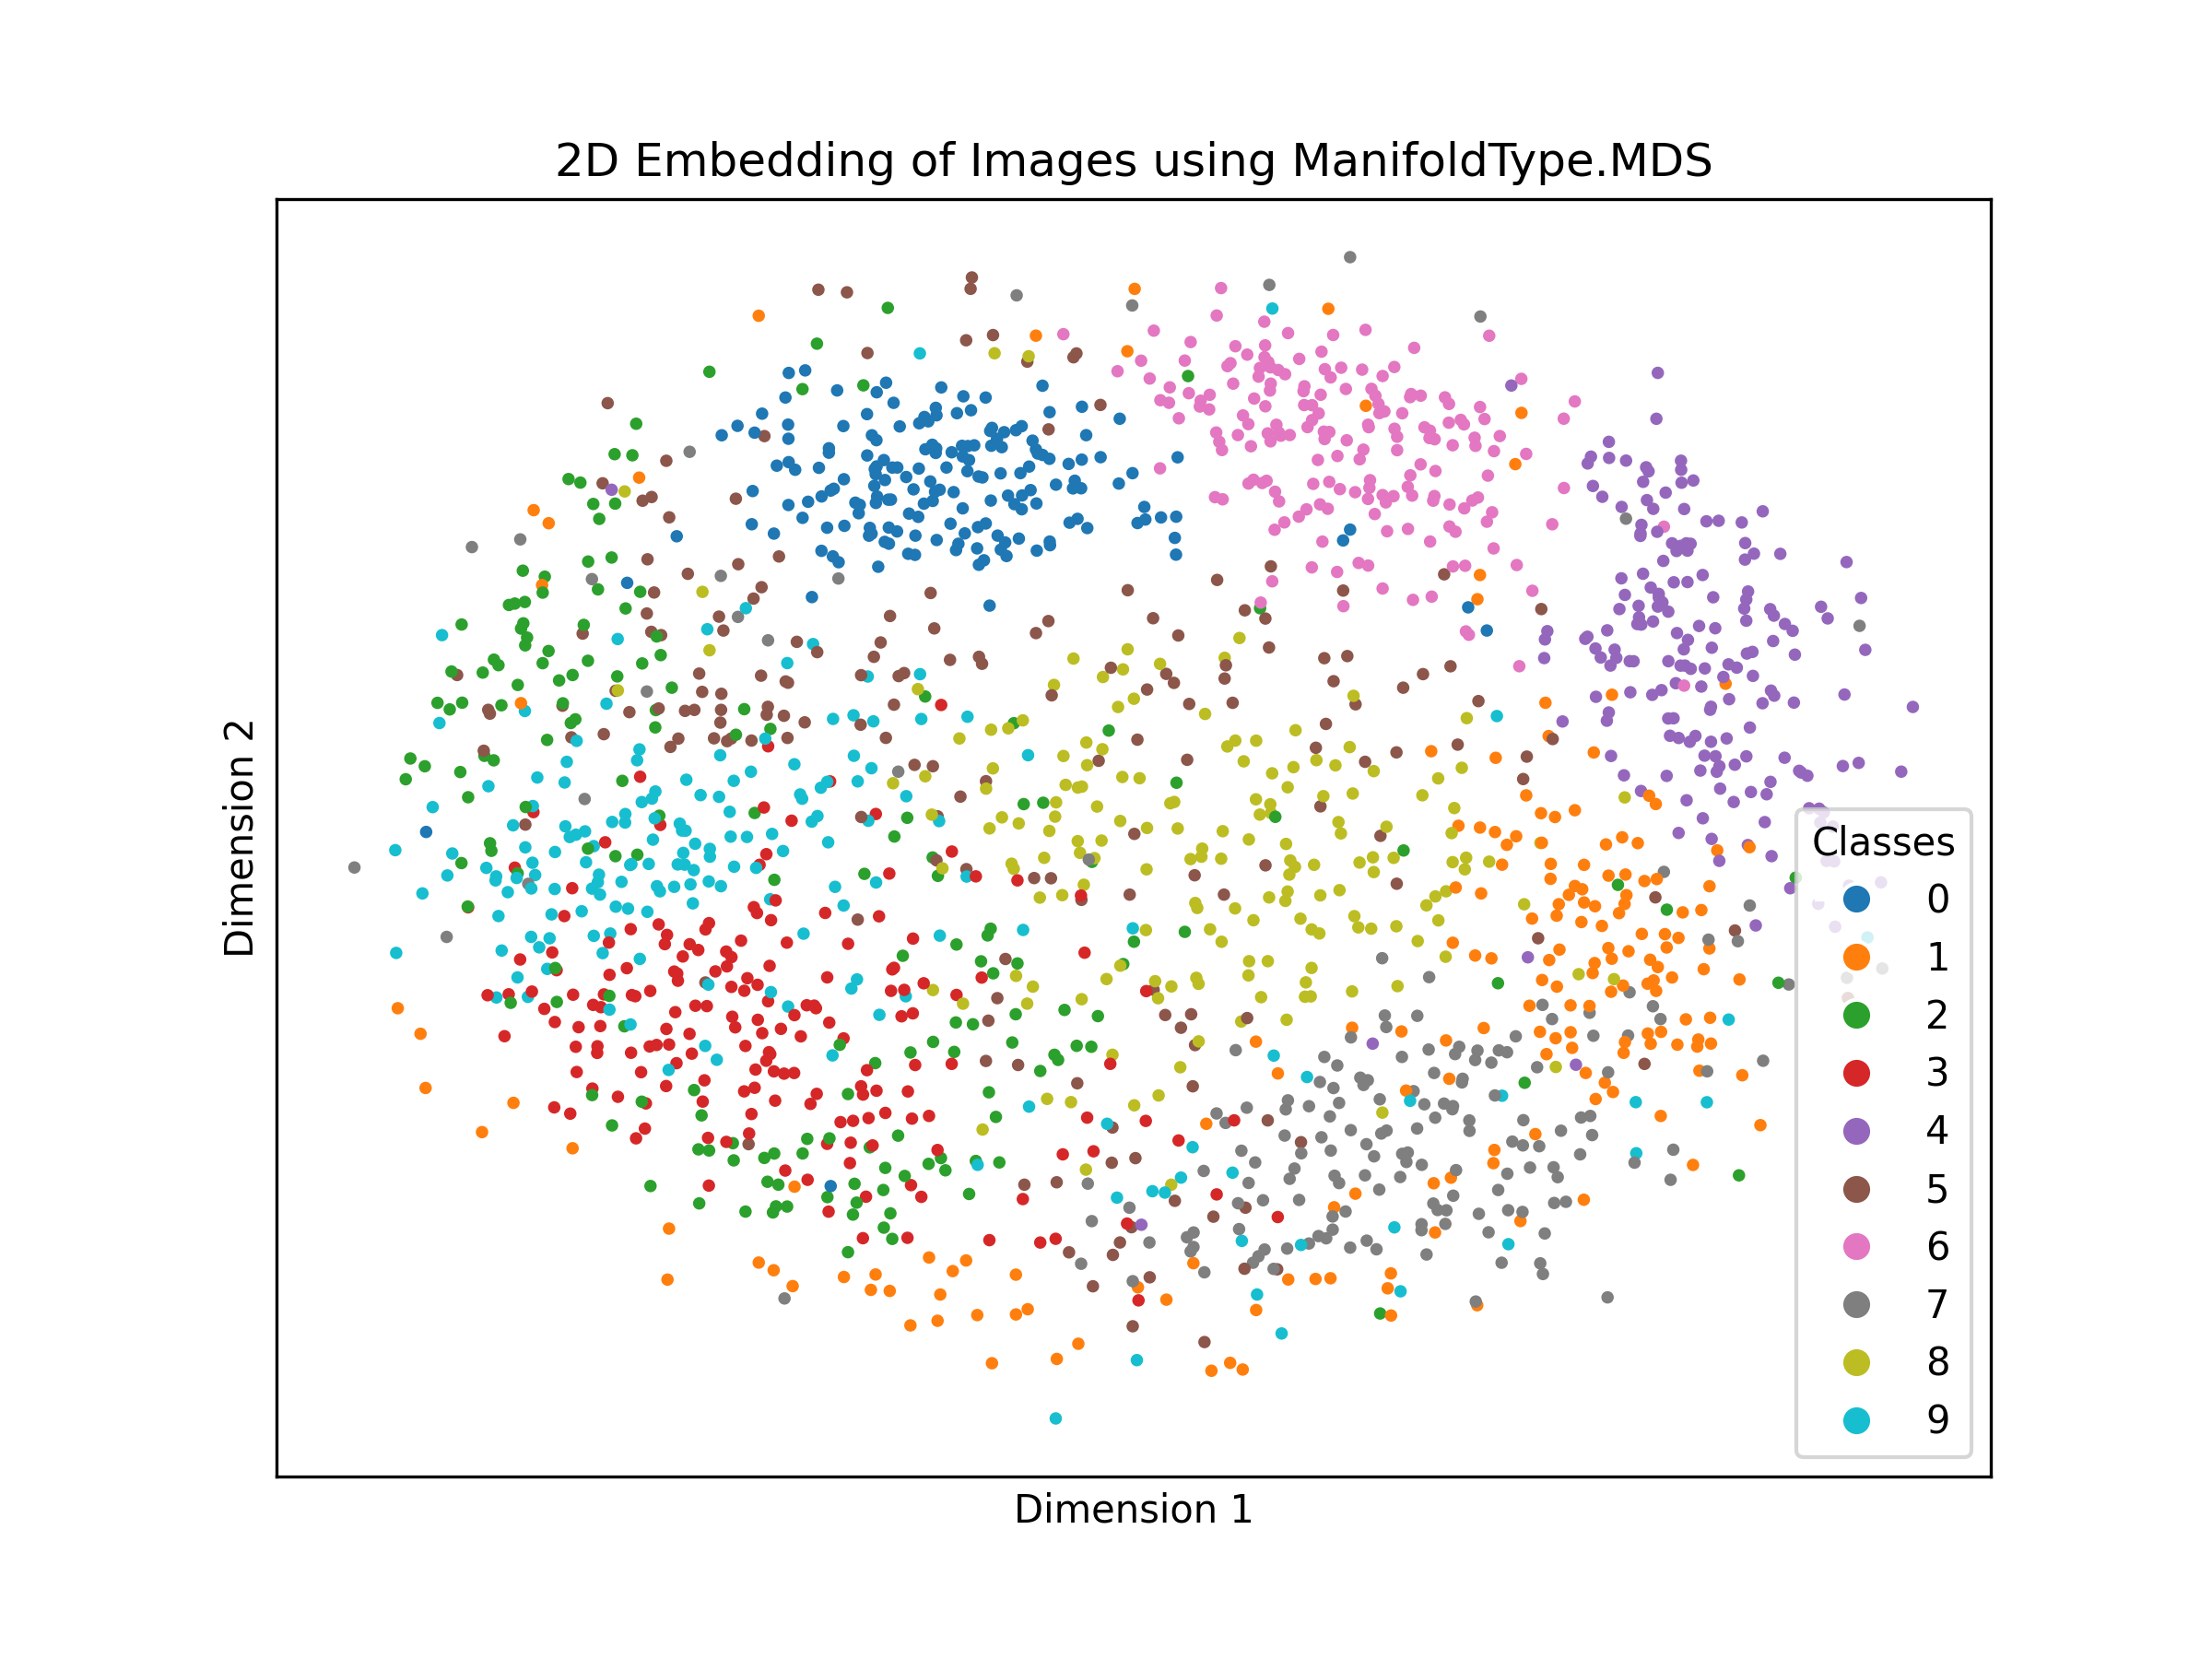 2D Embedding of Images using ManifoldType.MDS
Dimension 2
Classes
0
1
2
3
4
5
6
7
8
9
Dimension 1